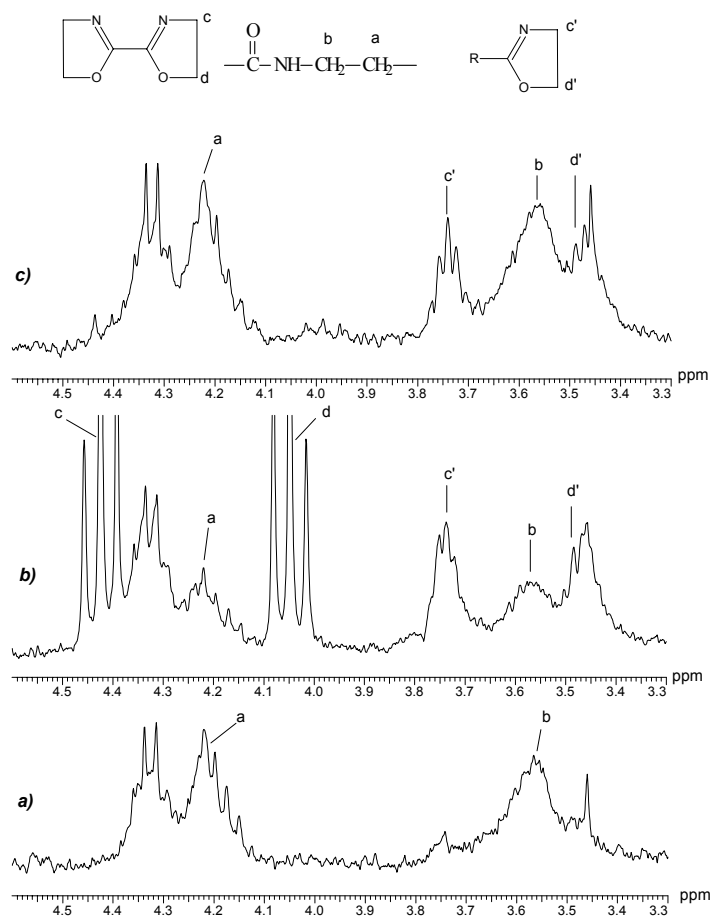 N N c
O O d
O
C NH CH2 CH2
b a
N c'
R
O d'
a
c' b d'
c)
ppm
4.5 4.4 4.3 4.2 4.1 4.0 3.9 3.8 3.7 3.6 3.5 3.4 3.3
c d
a
c' b d'
b)
ppm
4.5 4.4 4.3 4.2 4.1 4.0 3.9 3.8 3.7 3.6 3.5 3.4 3.3
a b
a)
ppm
4.5 4.4 4.3 4.2 4.1 4.0 3.9 3.8 3.7 3.6 3.5 3.4 3.3